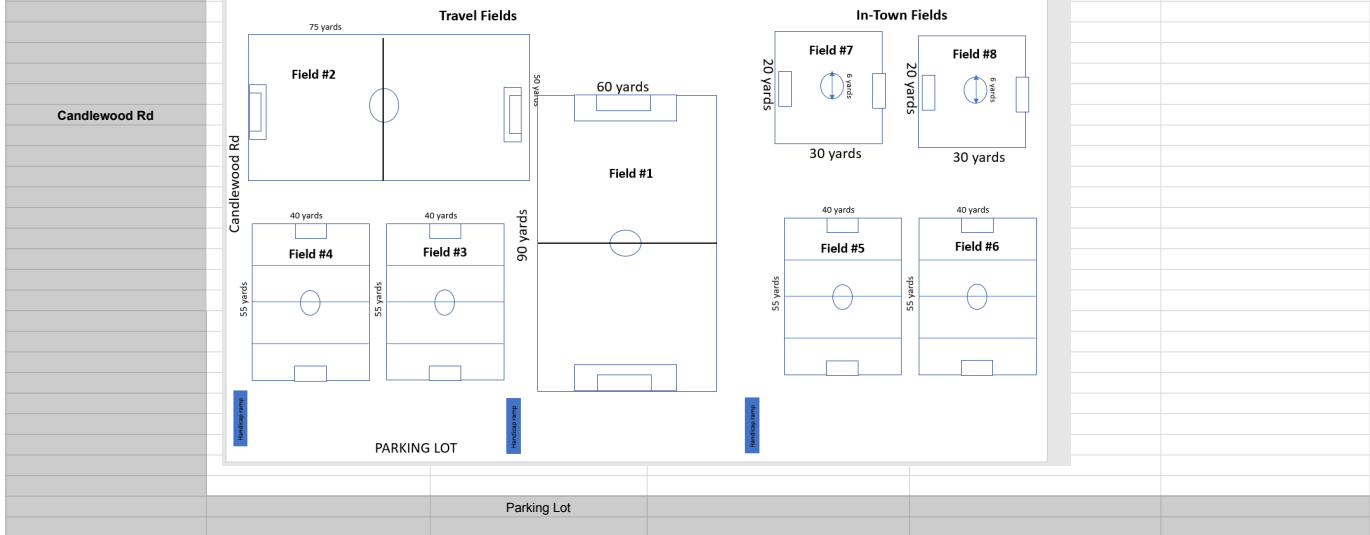 Travel Fields
In-Town Fields
75 yards
Field #2
50 yards
Field #7
20 yards
6 yards
30 yards
Field #8
20 yards
6 yards
30 yards
Candlewood Rd
Candlewood Rd
60 yards
Field #1
90 yards
40 yards
Field #4
55 yards
40 yards
Field #3
55 yards
40 yards
Field #5
55 yards
40 yards
Field #6
55 yards
Handicap ramp
Handicap ramp
Handicap ramp
PARKING LOT
Parking Lot